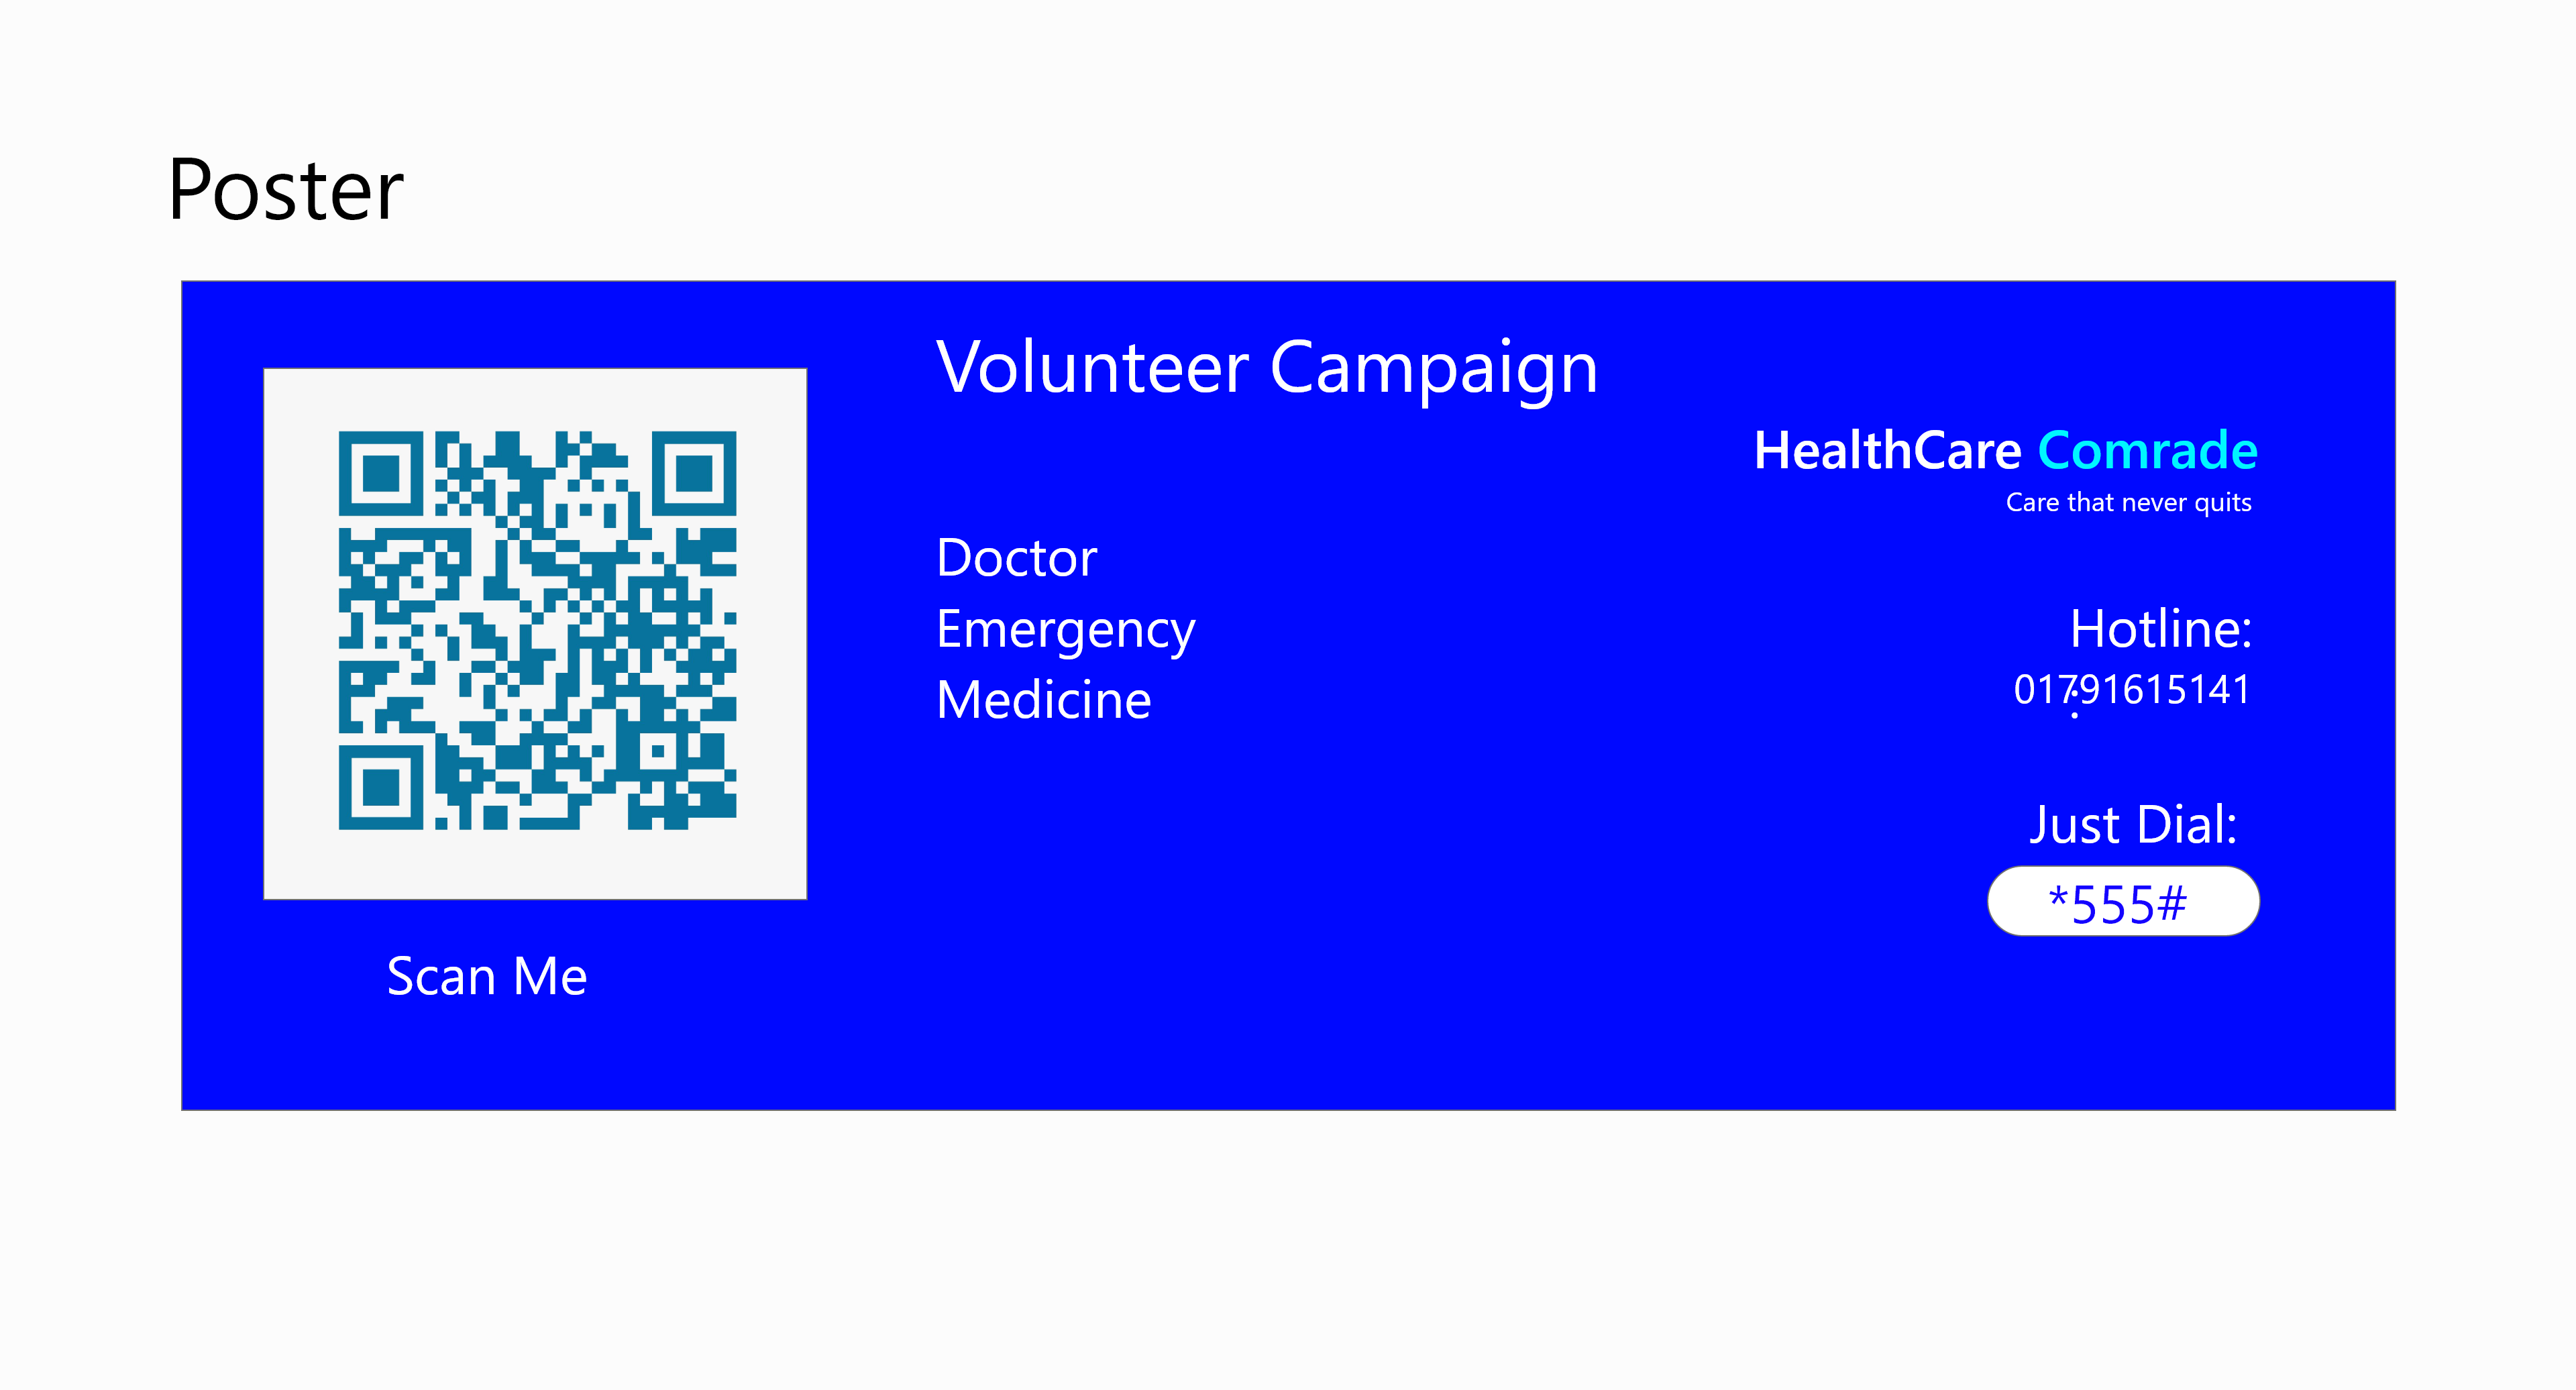 Poster
Volunteer Campaign
HealthCare Comrade
Care that never quits
Doctor
Emergency
Medicine
Hotline:
01791615141
:
Just Dial:
*555#
Scan Me